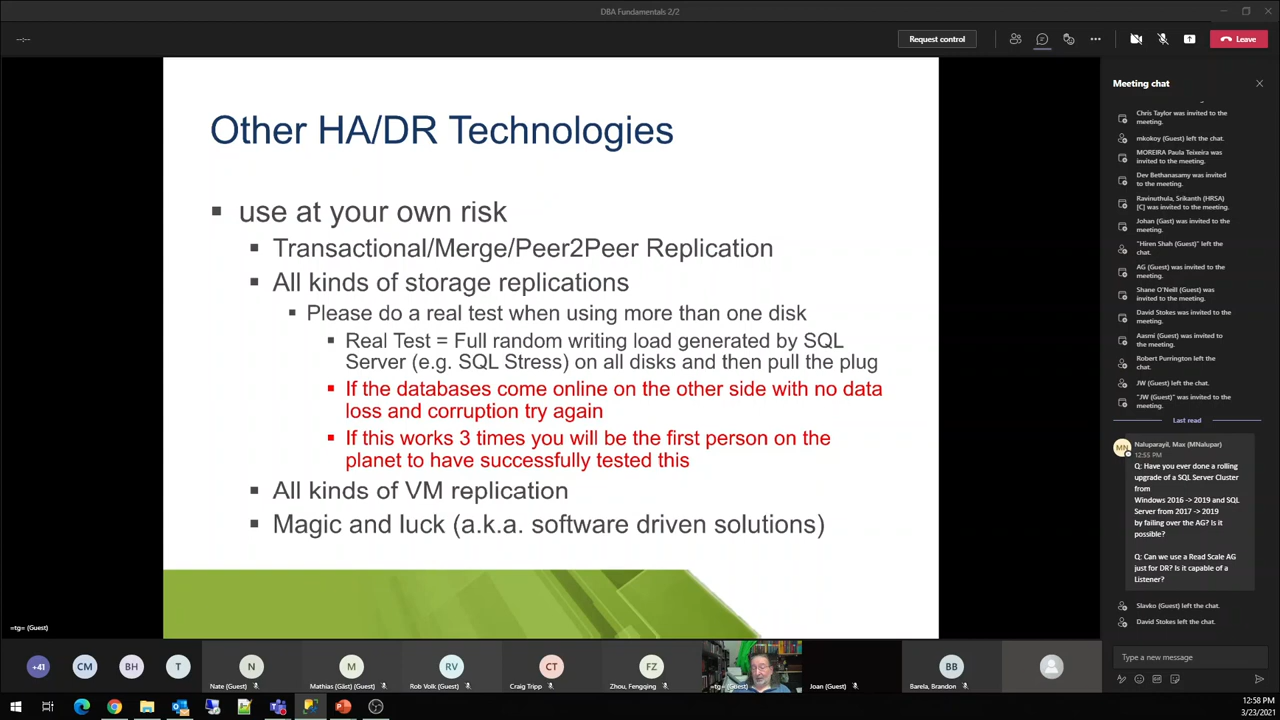 DBA Fundamentals 2/2
--:--
Request control
Leave
Other HA/DR Technologies
use at your own risk
Transactional/Merge/Peer2Peer Replication
All kinds of storage replications
Please do a real test when using more than one disk
Real Test = Full random writing load generated by SQL
Server (e.g. SQL Stress) on all disks and then pull the plug
If the databases come online on the other side with no data
loss and corruption try again
If this works 3 times you will be the first person on the
planet to have successfully tested this
All kinds of VM replication
Magic and luck (a.k.a. software driven solutions)
=tg= (Guest)
Meeting chat
Chris Taylor was invited to the
meeting.
mkokoy (Guest) left the chat.
MOREIRA Paula Teixeira was
invited to the meeting.
Dev Bethanasamy was invited
to the meeting.
Ravinuthula, Srikanth (HRSA)
[C] was invited to the meeting.
Johan (Gast) was invited to the
meeting.
"Hiren Shah (Guest)" left the
chat.
AG (Guest) was invited to the
meeting.
Shane O'Neill (Guest) was
invited to the meeting.
David Stokes was invited to the
meeting.
Aasmi (Guest) was invited to
the meeting.
Robert Purrington left the
chat.
JW (Guest) left the chat.
"JW (Guest)" was invited to the
meeting.
Last read
MN
Naluparayil, Max (MNalupar)
12:55 PM
Q: Have you ever done a rolling
upgrade of a SQL Server Cluster
from
Windows 2016 -> 2019 and SQL
Server from 2017 -> 2019
by failing over the AG? Is it
possible?
Q: Can we use a Read Scale AG
just for DR? Is it capable of a
Listener?
Slavko (Guest) left the chat.
David Stokes left the chat.
Type a new message
+41
CM
BH
T
N
Nate (Guest)
M
Mathias (Gäst) (Guest)
RV
Rob Volk (Guest)
CT
Craig Tripp
FZ
Zhou, Fengqing
=tg= (Guest)
Joan (Guest)
BB
Barela, Brandon
12:58 PM
3/23/2021